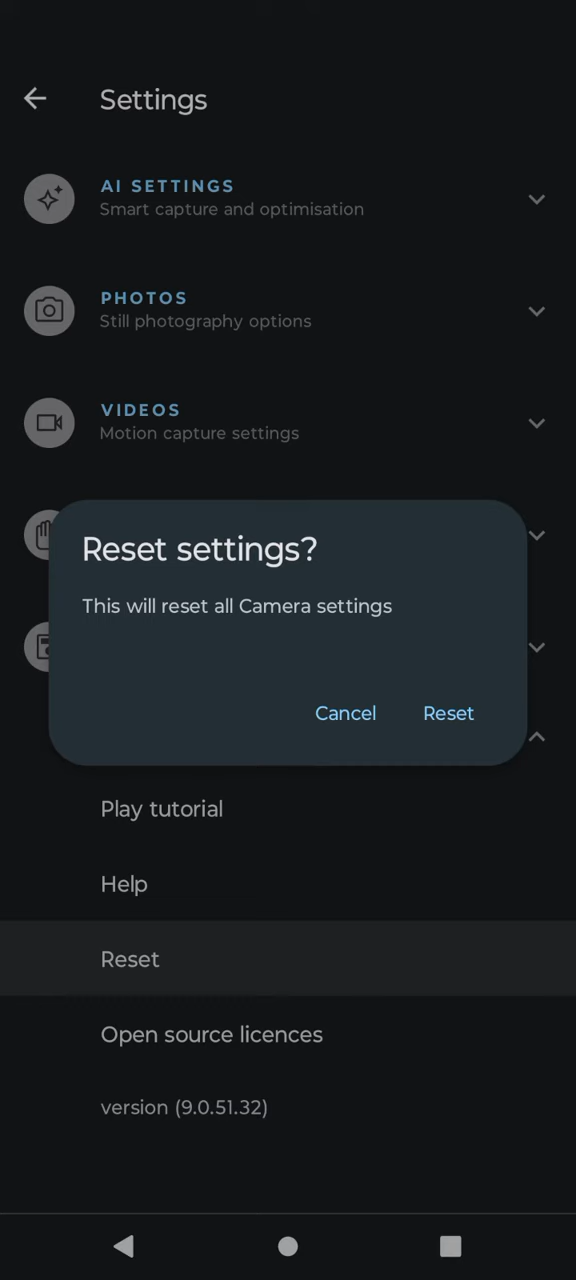 Settings
AI SETTINGS
Smart capture and optimisation
PHOTOS
Still photography options
VIDEOS
Motion capture settings
Reset settings?
This will reset all Camera settings
Cancel Reset
Play tutorial
Help
Reset
Open source licences
version (9.0.51.32)